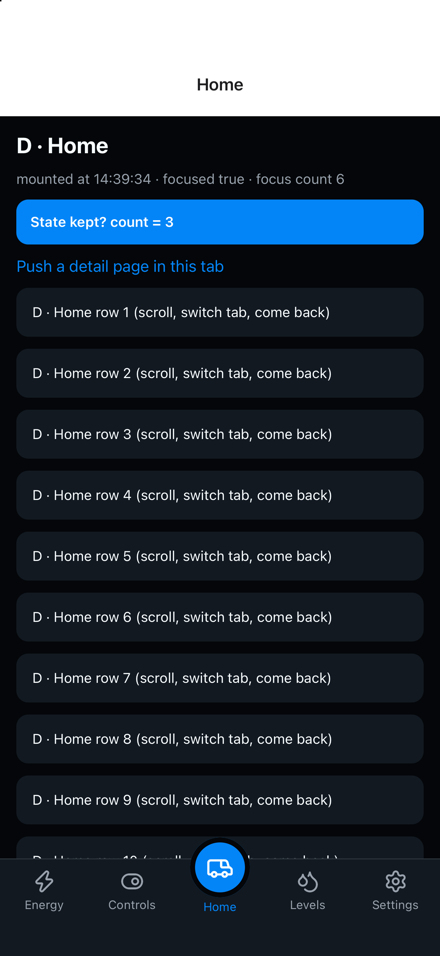 Home
D · Home
mounted at 14:39:34 · focused true · focus count 6
State kept? count = 3
Push a detail page in this tab
D · Home row 1 (scroll, switch tab, come back)
D · Home row 2 (scroll, switch tab, come back)
D · Home row 3 (scroll, switch tab, come back)
D · Home row 4 (scroll, switch tab, come back)
D · Home row 5 (scroll, switch tab, come back)
D · Home row 6 (scroll, switch tab, come back)
D · Home row 7 (scroll, switch tab, come back)
D · Home row 8 (scroll, switch tab, come back)
D · Home row 9 (scroll, switch tab, come back)
Energy
Controls
Home
Levels
Settings